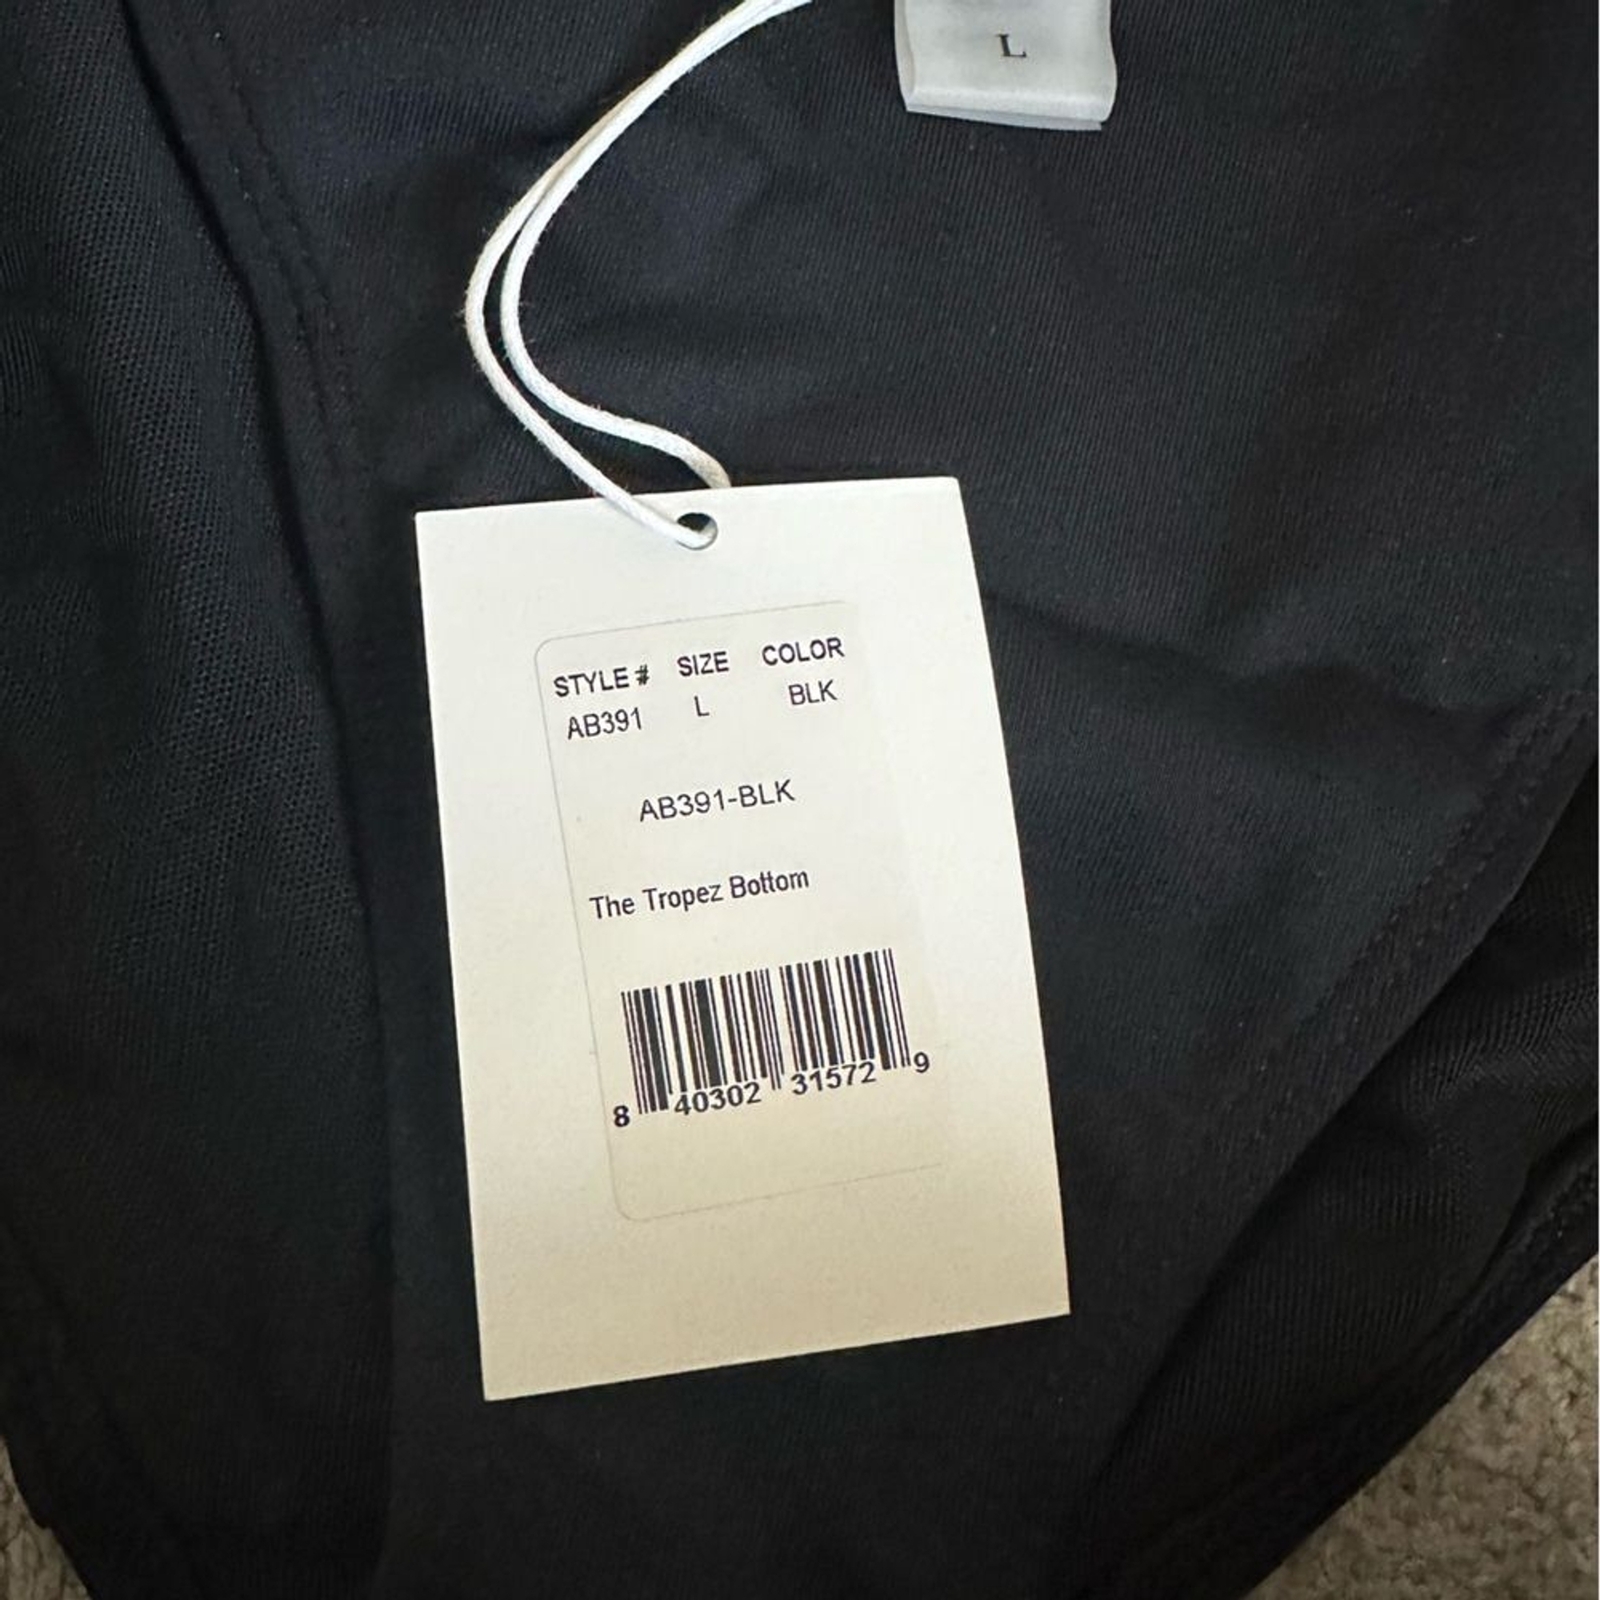 L
STYLE # SIZE COLOR
AB391 L BLK
AB391-BLK
The Tropez Bottom
8 40302 31572 9